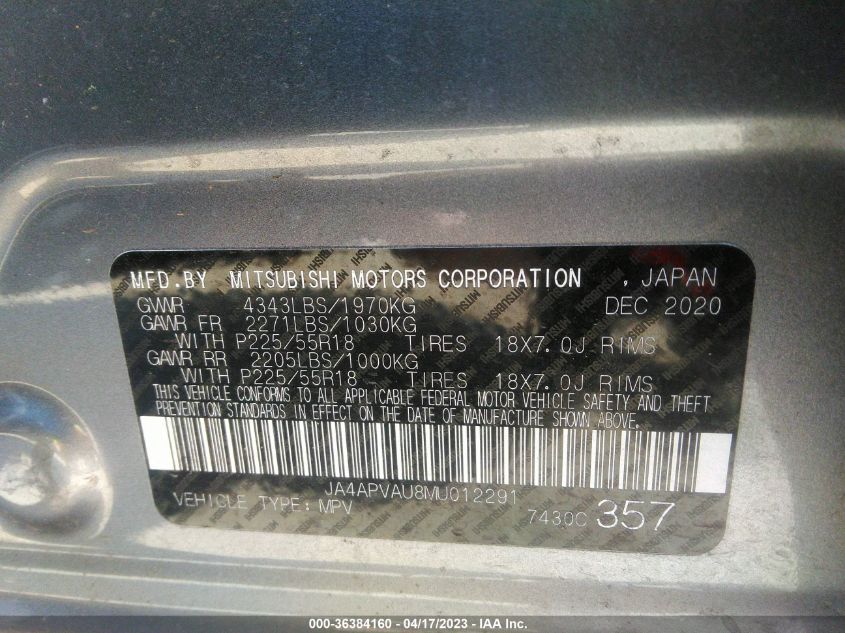 MFD.BY MITSUBISHI MOTORS CORPORATION , JAPAN
GVWR 4343LBS/1970KG DEC 2020
GAWR FR 2271LBS/1030KG
WITH P225/55R18 TIRES 18X7.0J RIMS
GAWR RR 2205LBS/1000KG
WITH P225/55R18 TIRES 18X7.0J RIMS
THIS VEHICLE CONFORMS TO ALL APPLICABLE FEDERAL MOTOR VEHICLE SAFETY AND THEFT
PREVENTION STANDARDS IN EFFECT ON THE DATE OF MANUFACTURE SHOWN ABOVE.
JA4APVAU8MU012291
VEHICLE TYPE: MPV 7430C 357
000-36384160 - 04/17/2023 - IAA Inc.